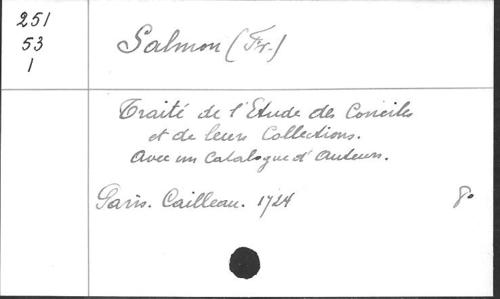 251
53
1
Salmon (Fr.)
Traité de l'Etude des Conciles
et de leurs Collections.
Avec un Catalogue d'Auteurs.
Paris. Cailleau. 1724 8o